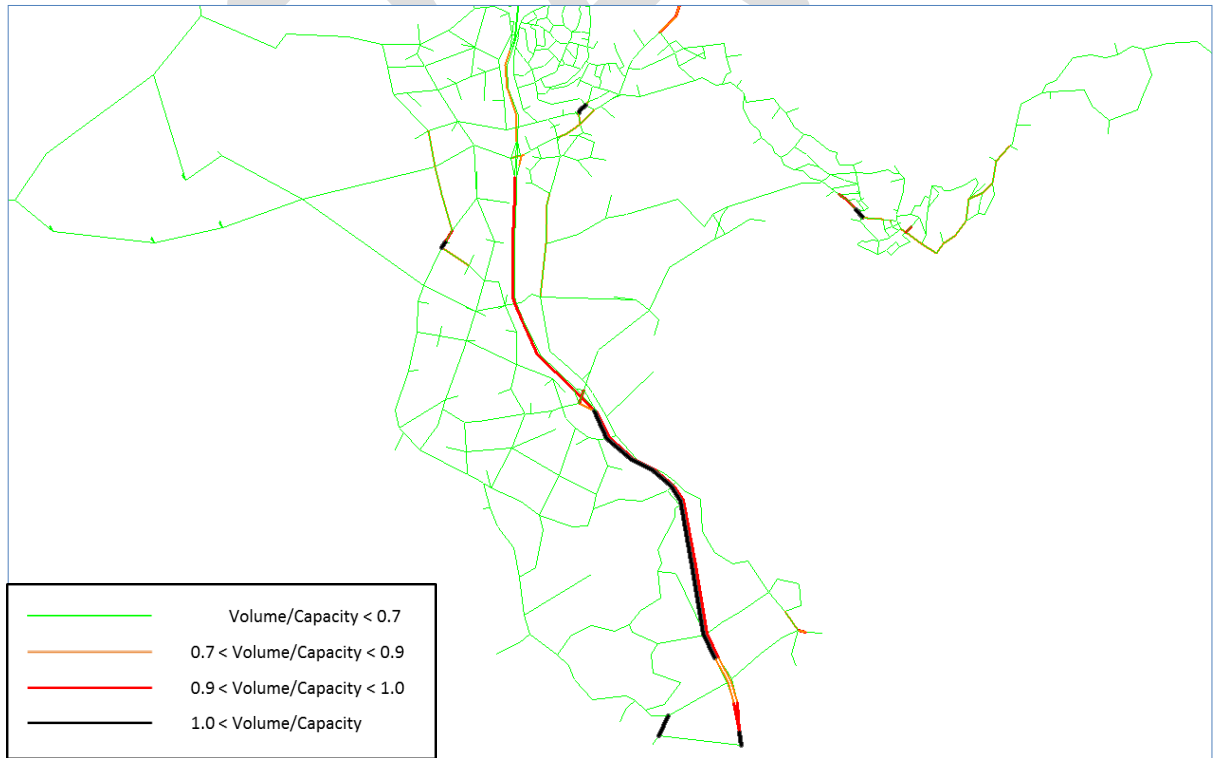 Volume/Capacity < 0.7
0.7 < Volume/Capacity < 0.9
0.9 < Volume/Capacity < 1.0
1.0 < Volume/Capacity